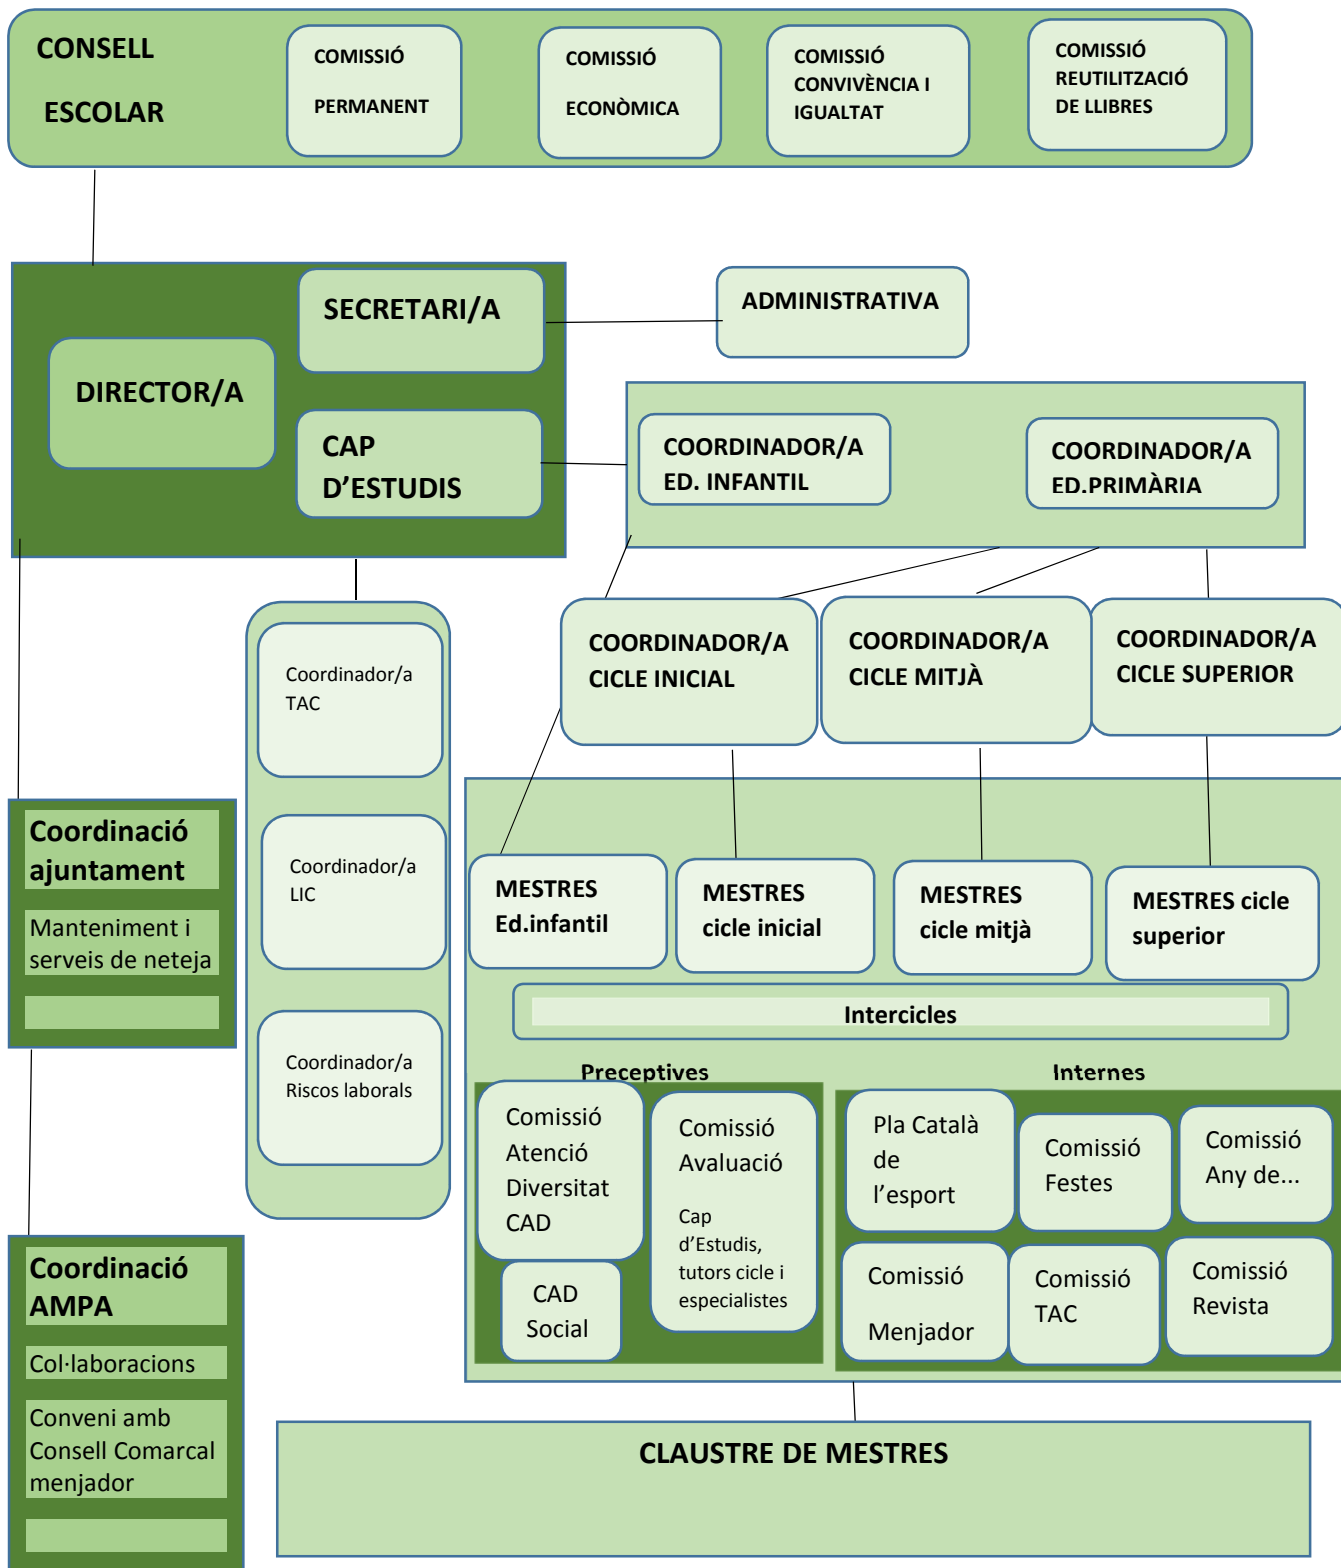 CONSELL
ESCOLAR
COMISSIÓ
PERMANENT
COMISSIÓ
ECONÒMICA
COMISSIÓ
CONVIVÈNCIA I
IGUALTAT
COMISSIÓ
REUTILITZACIÓ
DE LLIBRES
DIRECTOR/A
SECRETARI/A
CAP
D’ESTUDIS
ADMINISTRATIVA
COORDINADOR/A
ED. INFANTIL
COORDINADOR/A
ED.PRIMÀRIA
COORDINADOR/A
CICLE INICIAL
COORDINADOR/A
CICLE MITJÀ
COORDINADOR/A
CICLE SUPERIOR
Coordinador/a
TAC
Coordinador/a
LIC
Coordinador/a
Riscos laborals
Coordinació
ajuntament
Manteniment i
serveis de neteja
Coordinació
AMPA
Col·laboracions
Conveni amb
Consell Comarcal
menjador
MESTRES
Ed.infantil
MESTRES
cicle inicial
MESTRES
cicle mitjà
MESTRES cicle
superior
Intercicles
Preceptives
Comissió
Atenció
Diversitat
CAD
CAD
Social
Comissió
Avaluació
Cap
d’Estudis,
tutors cicle i
especialistes
Internes
Pla Català
de
l’esport
Comissió
Festes
Comissió
Any de...
Comissió
Menjador
Comissió
TAC
Comissió
Revista
CLAUSTRE DE MESTRES